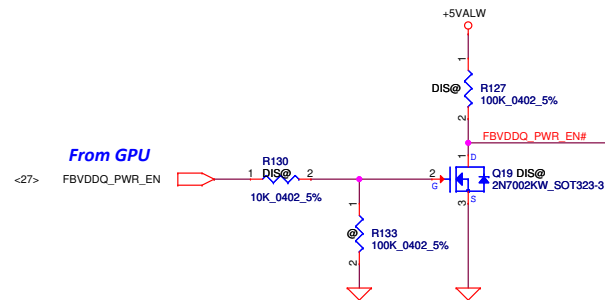 +5VALW
1
DIS@
R127
100K_0402_5%
2
FBVDDQ_PWR_EN#
From GPU
R130
DIS@
<27> FBVDDQ_PWR_EN
1
2
10K_0402_5%
1
D
2
G
Q19 DIS@
2N7002KW_SOT323-3
S
3
1
@
R133
100K_0402_5%
2